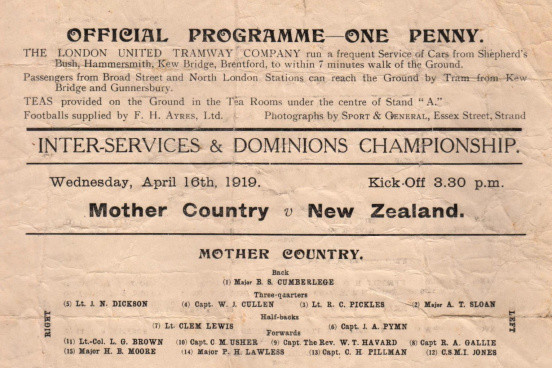 OFFICIAL PROGRAMME—ONE PENNY.
THE LONDON UNITED TRAMWAY COMPANY run a frequent Service of Cars from Shepherd's
Bush, Hammersmith, Kew Bridge, Brentford, to within 7 minutes walk of the Ground.
Passengers from Broad Street and North London Stations can reach the Ground by Tram from Kew
Bridge and Gunnersbury.
TEAS provided on the Ground in the Tea Rooms under the centre of Stand "A."
Footballs supplied by F. H. AYRES, Ltd. Photographs by SPORT & GENERAL, Essex Street, Strand
INTER-SERVICES & DOMINIONS CHAMPIONSHIP.
Wednesday, April 16th, 1919. Kick-Off 3.30 p.m.
Mother Country v New Zealand.
MOTHER COUNTRY.
Back
(1) Major B. S. CUMBERLEGE
Three-quarters
(5) Lt. J. N. DICKSON (4) Capt. W. J. CULLEN (3) Lt. R. C. PICKLES (2) Major A. T. SLOAN
Half-backs
RIGHT
LEFT
(7) Lt. CLEM LEWIS (6) Capt. J. A. PYMN
Forwards
(11) Lt.-Col. L. G. BROWN (10) Capt. C M. USHER (9) Capt. The Rev. W. T. HAVARD (8) Capt R. A. GALLIE
(15) Major H. B. MOORE (14) Major P. H. LAWLESS (13) Capt. C. H. PILLMAN (12) C.S.M.I. JONES